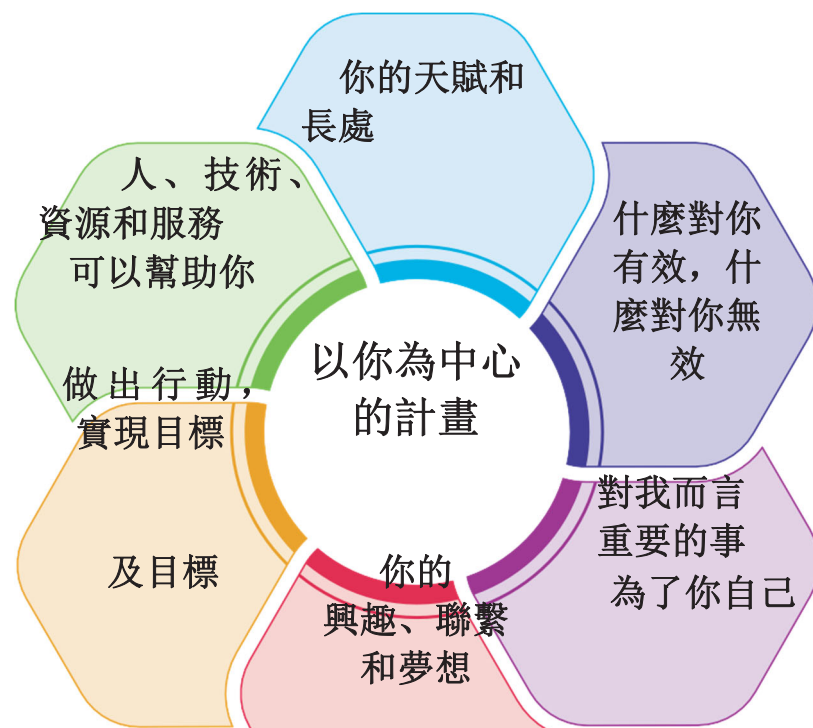 你的天賦和
長處
人、技術、
資源和服務
可以幫助你
什麼對你
有效，什
麼對你無
效
以你為中心
的計畫
做出行動，
實現目標
及目標
對我而言
重要的事
為了你自己
你的
興趣、聯繫
和夢想